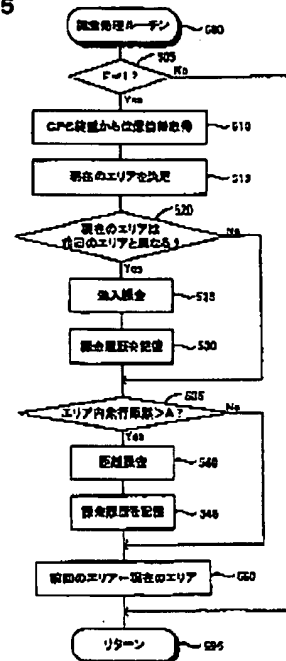 5
課金処理ルーチン
500
F=1?
505
No
Yes
GPS装置から位置情報取得
510
現在のエリアを決定
515
520
現在のエリアは
前回のエリアと異なる?
No
Yes
進入課金
525
課金履歴を記憶
530
535
エリア内走行距離>A?
No
Yes
距離課金
540
課金履歴を記憶
545
前回のエリア←現在のエリア
550
リターン
595